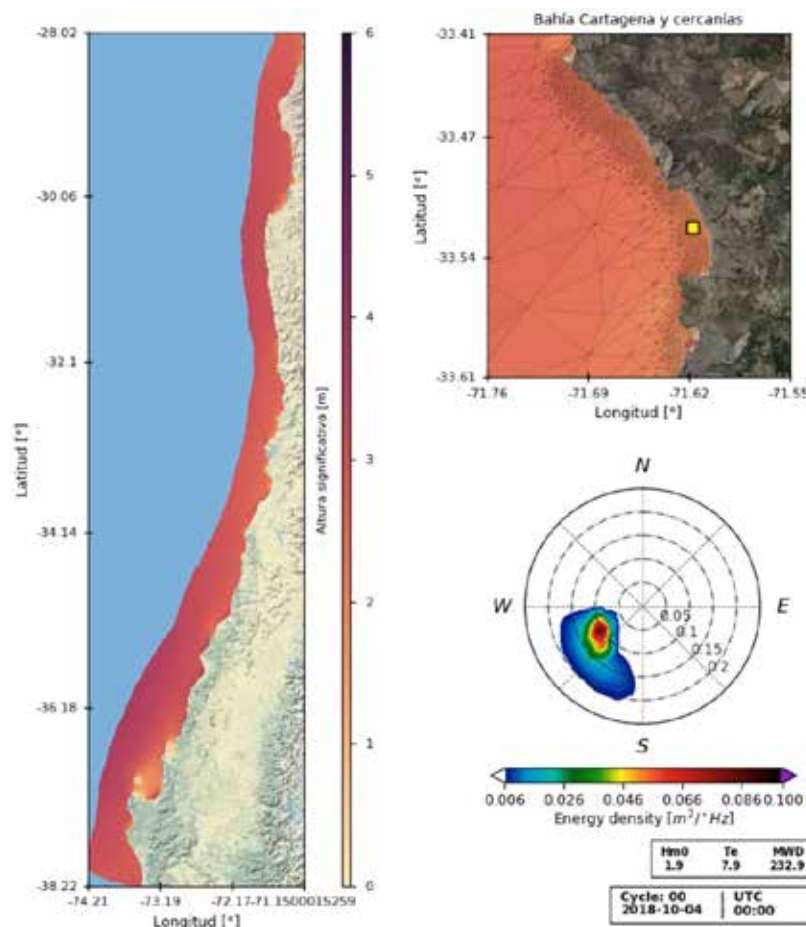 -28.02
-30.06
-32.1
-34.14
-36.18
-38.22
Latitud [°]
-74.21 -73.19 -72.17-71.15000015259
Longitud [°]
6
5
4
3
2
1
0
Altura significativa [m]
Bahía Cartagena y cercanías
-33.41
-33.47
-33.54
-33.61
Latitud [°]
-71.76 -71.69 -71.62 -71.55
Longitud [°]
N
W E
S
0.05
0.1
0.15
0.2
0.006 0.026 0.046 0.066 0.086 0.100
Energy density [m²/°Hz]
Hm0 Te MWD
1.9 7.9 232.9
Cycle: 00 | UTC
2018-10-04 | 00:00